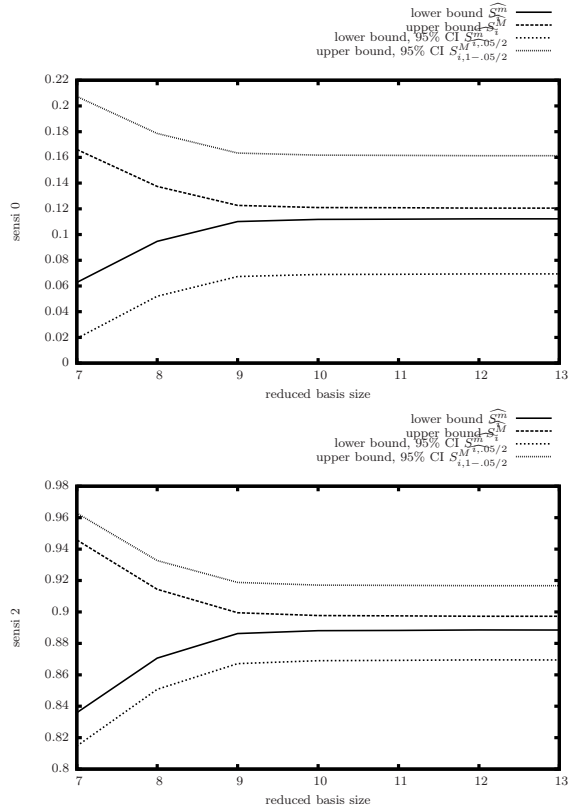 lower bound $\widehat{S_i^m}$
upper bound $\widehat{S_i^M}$
lower bound, 95% CI $\widehat{S^m_{i,.05/2}}$
upper bound, 95% CI $\widehat{S^M_{i,1-.05/2}}$
0.22
0.2
0.18
0.16
0.14
0.12
0.1
0.08
0.06
0.04
0.02
0
sensi 0
7 8 9 10 11 12 13
reduced basis size
lower bound $\widehat{S_i^m}$
upper bound $\widehat{S_i^M}$
lower bound, 95% CI $\widehat{S^m_{i,.05/2}}$
upper bound, 95% CI $\widehat{S^M_{i,1-.05/2}}$
0.98
0.96
0.94
0.92
0.9
0.88
0.86
0.84
0.82
0.8
sensi 2
7 8 9 10 11 12 13
reduced basis size